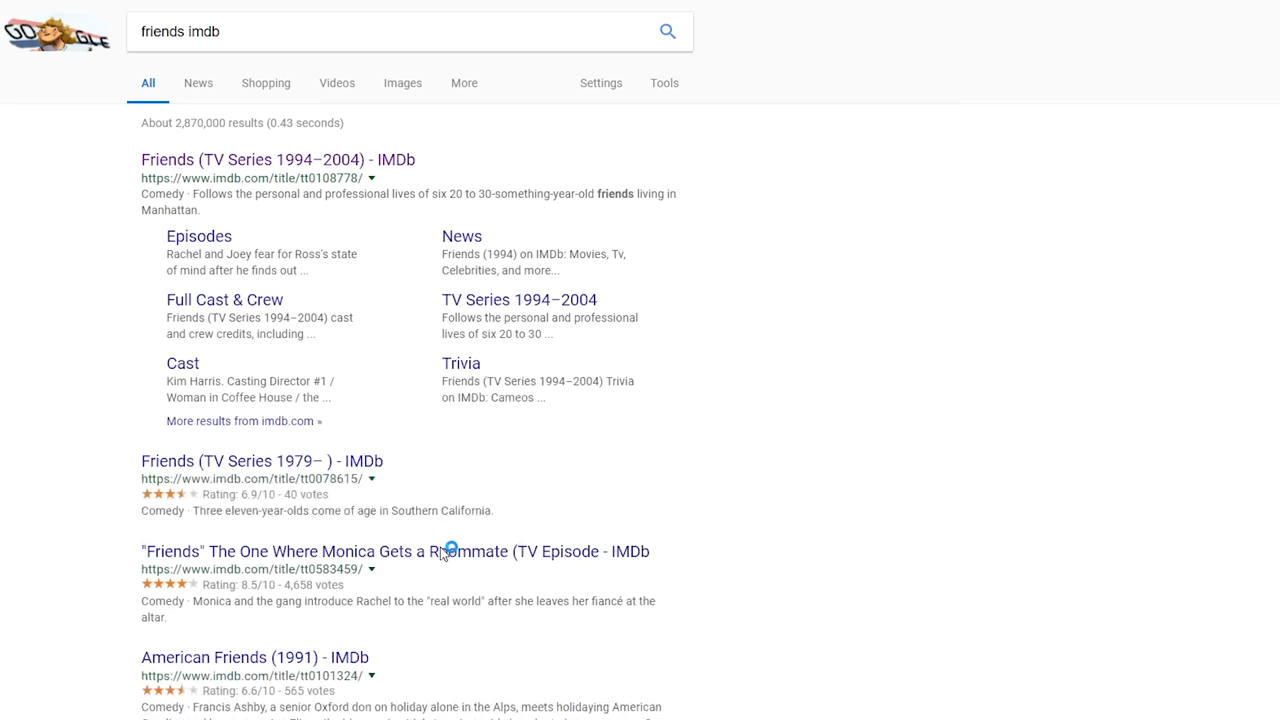 GO GLE
friends imdb
All News Shopping Videos Images More Settings Tools
About 2,870,000 results (0.43 seconds)
Friends (TV Series 1994–2004) - IMDb
https://www.imdb.com/title/tt0108778/
Comedy · Follows the personal and professional lives of six 20 to 30-something-year-old friends living in
Manhattan.
Episodes
Rachel and Joey fear for Ross's state
of mind after he finds out ...
News
Friends (1994) on IMDb: Movies, Tv,
Celebrities, and more...
Full Cast & Crew
Friends (TV Series 1994–2004) cast
and crew credits, including ...
TV Series 1994–2004
Follows the personal and professional
lives of six 20 to 30 ...
Cast
Kim Harris. Casting Director #1 /
Woman in Coffee House / the ...
Trivia
Friends (TV Series 1994–2004) Trivia
on IMDb: Cameos ...
More results from imdb.com »
Friends (TV Series 1979– ) - IMDb
https://www.imdb.com/title/tt0078615/
Rating: 6.9/10 - 40 votes
Comedy · Three eleven-year-olds come of age in Southern California.
"Friends" The One Where Monica Gets a Roommate (TV Episode - IMDb
https://www.imdb.com/title/tt0583459/
Rating: 8.5/10 - 4,658 votes
Comedy · Monica and the gang introduce Rachel to the "real world" after she leaves her fiancé at the
altar.
American Friends (1991) - IMDb
https://www.imdb.com/title/tt0101324/
Rating: 6.6/10 - 565 votes
Comedy · Francis Ashby, a senior Oxford don on holiday alone in the Alps, meets holidaying American